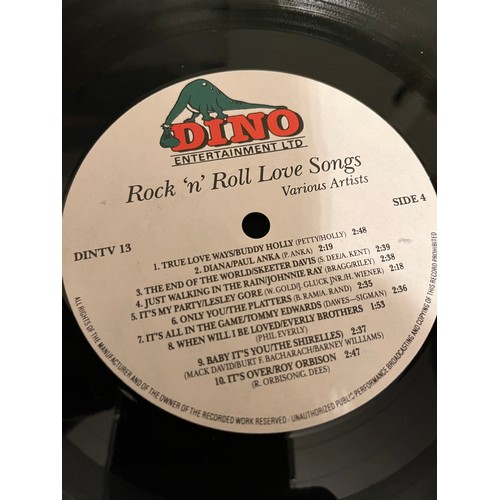 DINO
ENTERTAINMENT LTD
Rock 'n' Roll Love Songs
Various Artists
SIDE 4
DINTV 13
1. TRUE LOVE WAYS/BUDDY HOLLY (PETTY/HOLLY) 2:48
2. DIANA/PAUL ANKA (P. ANKA) 2:19
3. THE END OF THE WORLD/SKEETER DAVIS (S. DEE/A. KENT) 2:39
4. JUST WALKING IN THE RAIN/JOHNNIE RAY (BRAGG/RILEY) 2:38
5. IT'S MY PARTY/LESLEY GORE (W. GOLD/J. GLUCK JNR/H. WIENER) 2:18
6. ONLY YOU/THE PLATTERS (B. RAM/A. RAND) 2:35
7. IT'S ALL IN THE GAME/TOMMY EDWARDS (DAWES—SIGMAN) 2:36
8. WHEN WILL I BE LOVED/EVERLY BROTHERS 1:53
(PHIL EVERLY)
9. BABY IT'S YOU/THE SHIRELLES) 2:37
(MACK DAVID/BURT F. BACHARACH/BARNEY WILLIAMS)
10. IT'S OVER/ROY ORBISON 2:47
(R. ORBISON/G. DEES)
ALL RIGHTS OF THE MANUFACTURER AND OF THE OWNER OF THE RECORDED WORK RESERVED - UNAUTHORIZED PUBLIC PERFORMANCE BROADCASTING AND COPYING OF THIS RECORD PROHIBITED